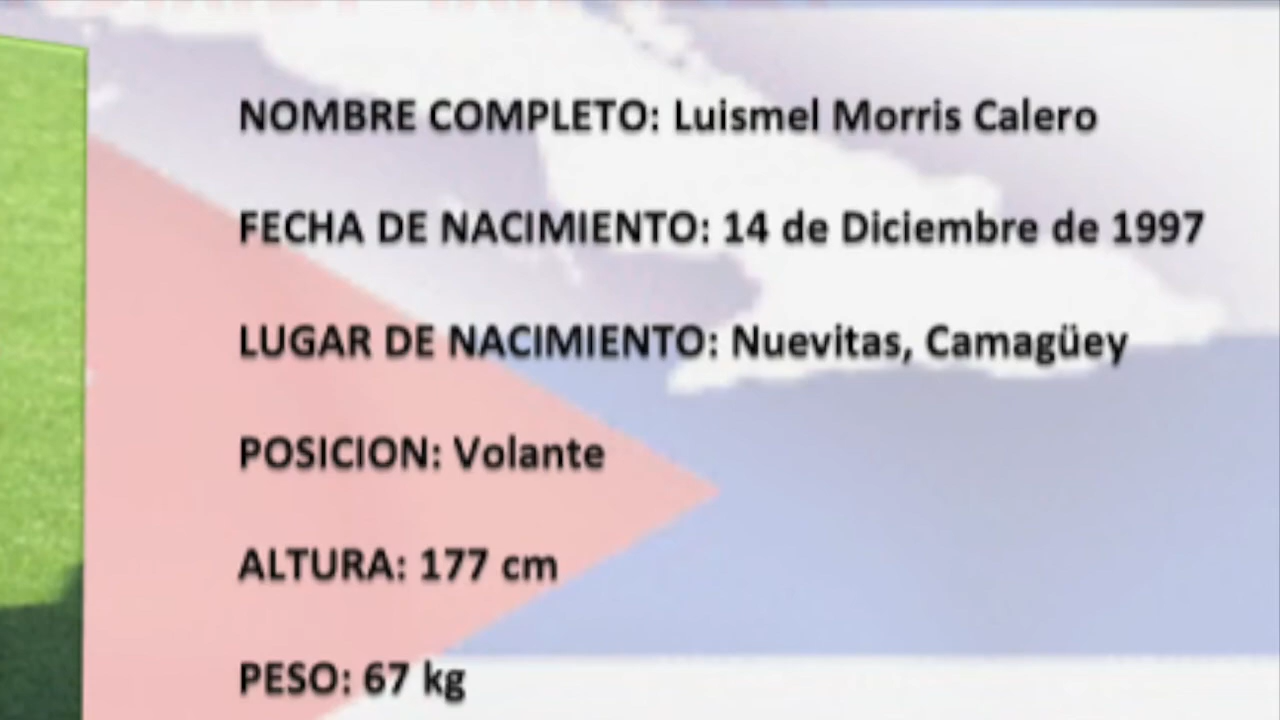 NOMBRE COMPLETO: Luismel Morris Calero
FECHA DE NACIMIENTO: 14 de Diciembre de 1997
LUGAR DE NACIMIENTO: Nuevitas, Camagüey
POSICION: Volante
ALTURA: 177 cm
PESO: 67 kg